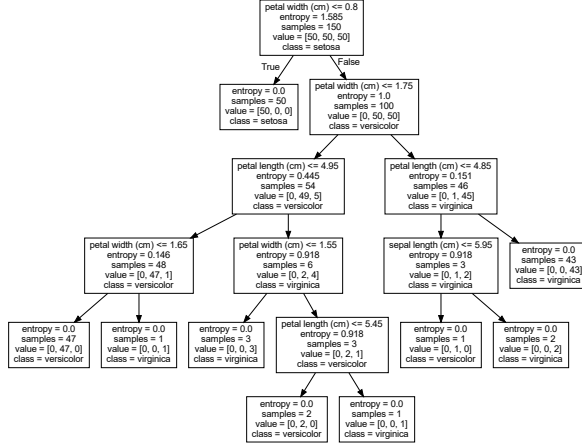 petal width (cm) <= 0.8
entropy = 1.585
samples = 150
value = [50, 50, 50]
class = setosa
True
False
entropy = 0.0
samples = 50
value = [50, 0, 0]
class = setosa
petal width (cm) <= 1.75
entropy = 1.0
samples = 100
value = [0, 50, 50]
class = versicolor
petal length (cm) <= 4.95
entropy = 0.445
samples = 54
value = [0, 49, 5]
class = versicolor
petal length (cm) <= 4.85
entropy = 0.151
samples = 46
value = [0, 1, 45]
class = virginica
petal width (cm) <= 1.65
entropy = 0.146
samples = 48
value = [0, 47, 1]
class = versicolor
petal width (cm) <= 1.55
entropy = 0.918
samples = 6
value = [0, 2, 4]
class = virginica
sepal length (cm) <= 5.95
entropy = 0.918
samples = 3
value = [0, 1, 2]
class = virginica
entropy = 0.0
samples = 43
value = [0, 0, 43]
class = virginica
entropy = 0.0
samples = 47
value = [0, 47, 0]
class = versicolor
entropy = 0.0
samples = 1
value = [0, 0, 1]
class = virginica
entropy = 0.0
samples = 3
value = [0, 0, 3]
class = virginica
petal length (cm) <= 5.45
entropy = 0.918
samples = 3
value = [0, 2, 1]
class = versicolor
entropy = 0.0
samples = 1
value = [0, 1, 0]
class = versicolor
entropy = 0.0
samples = 2
value = [0, 0, 2]
class = virginica
entropy = 0.0
samples = 2
value = [0, 2, 0]
class = versicolor
entropy = 0.0
samples = 1
value = [0, 0, 1]
class = virginica